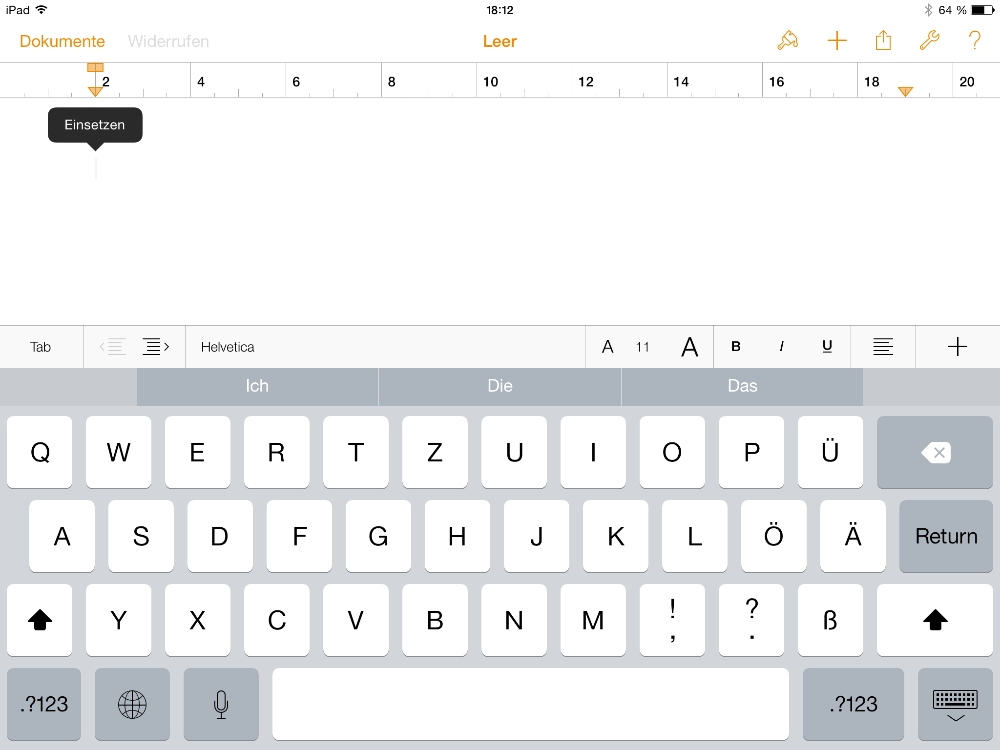 iPad 18:12 64 %
Dokumente Widerrufen Leer ?
2 4 6 8 10 12 14 16 18 20
Einsetzen
Tab Helvetica A 11 A B I U
Ich Die Das
Q W E R T Z U I O P Ü
A S D F G H J K L Ö Ä Return
Y X C V B N M ! , ? . ß
.?123 .?123